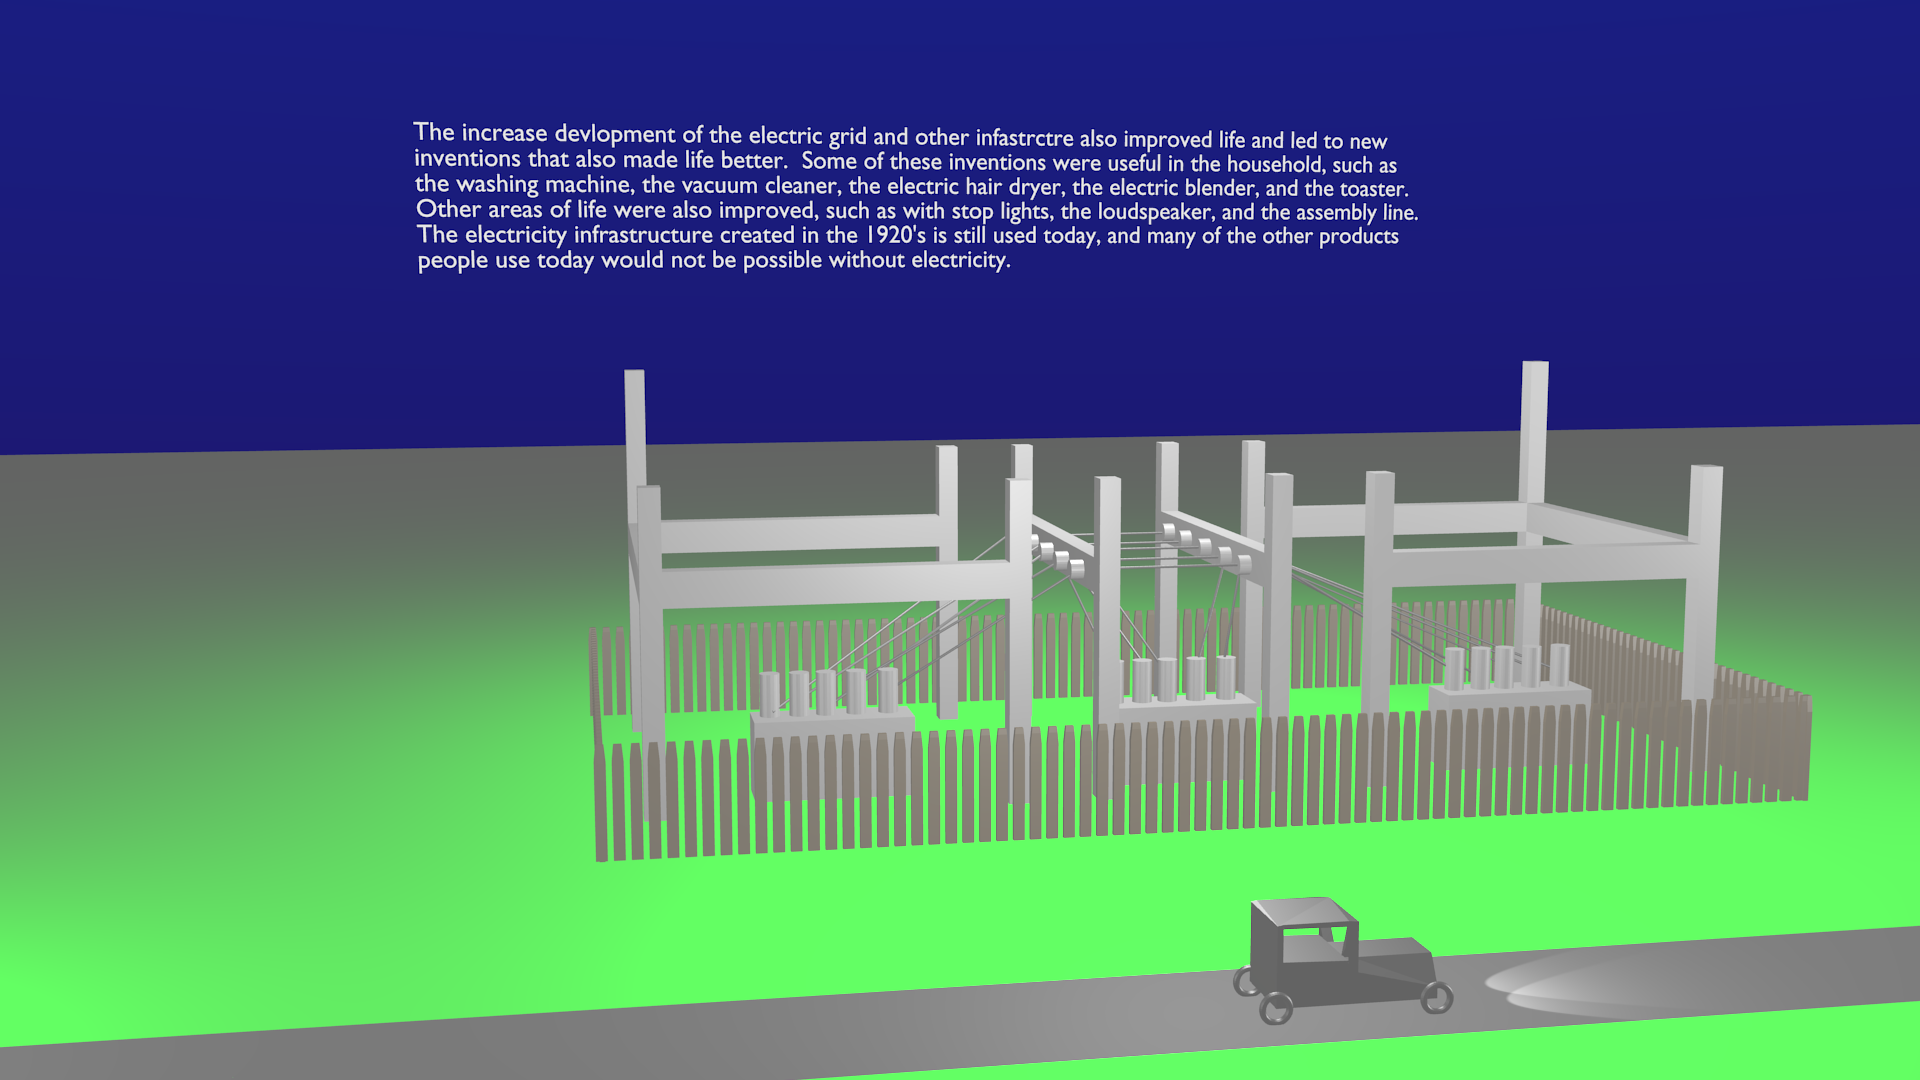 The increase devlopment of the electric grid and other infastrctre also improved life and led to new
inventions that also made life better.  Some of these inventions were useful in the household, such as
the washing machine, the vacuum cleaner, the electric hair dryer, the electric blender, and the toaster.
Other areas of life were also improved, such as with stop lights, the loudspeaker, and the assembly line.
The electricity infrastructure created in the 1920's is still used today, and many of the other products
people use today would not be possible without electricity.